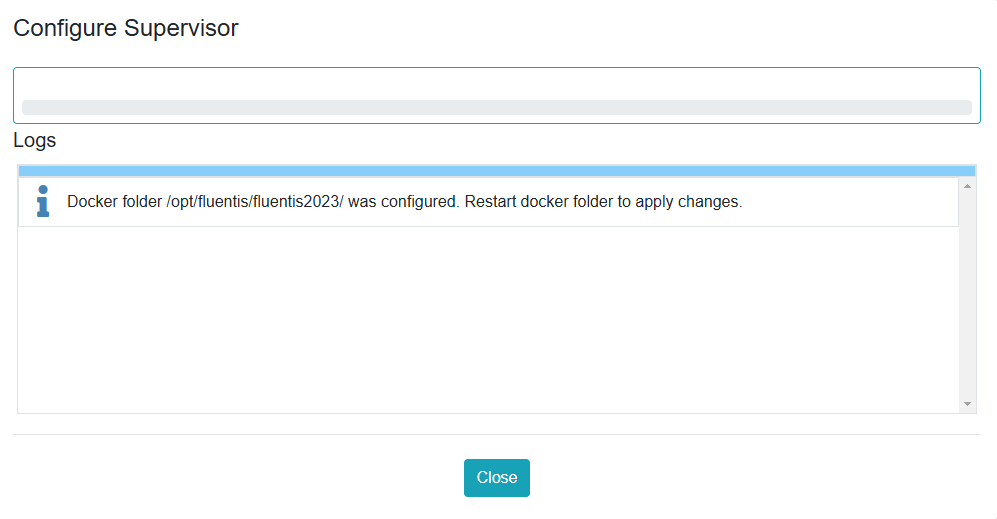 Configure Supervisor
Logs
Docker folder /opt/fluentis/fluentis2023/ was configured. Restart docker folder to apply changes.
Close